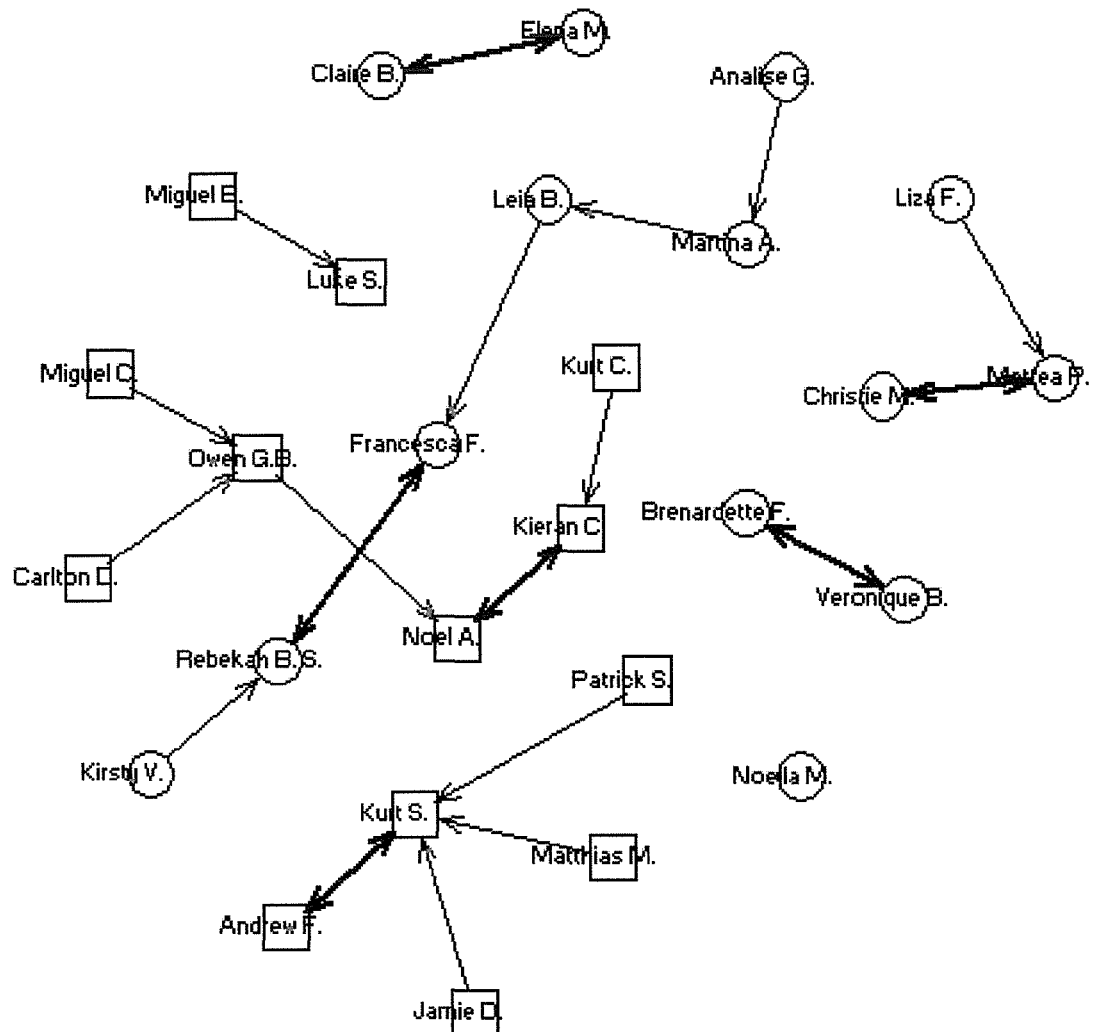 Elena M.
Claire B.
Analise G.
Miguel E.
Leia B.
Liza F.
Martina A.
Luke S.
Kurt C.
Miguel C.
Christie M.
Francesca F.
Owen G.B.
Brenardette F.
Kieran C
Carlton D.
Veronique B.
Noel A.
Rebekah B.S.
Patrick S.
Kirsty V.
Noella M.
Kurt S.
Matthias M.
Andrew F.
Jamie D.